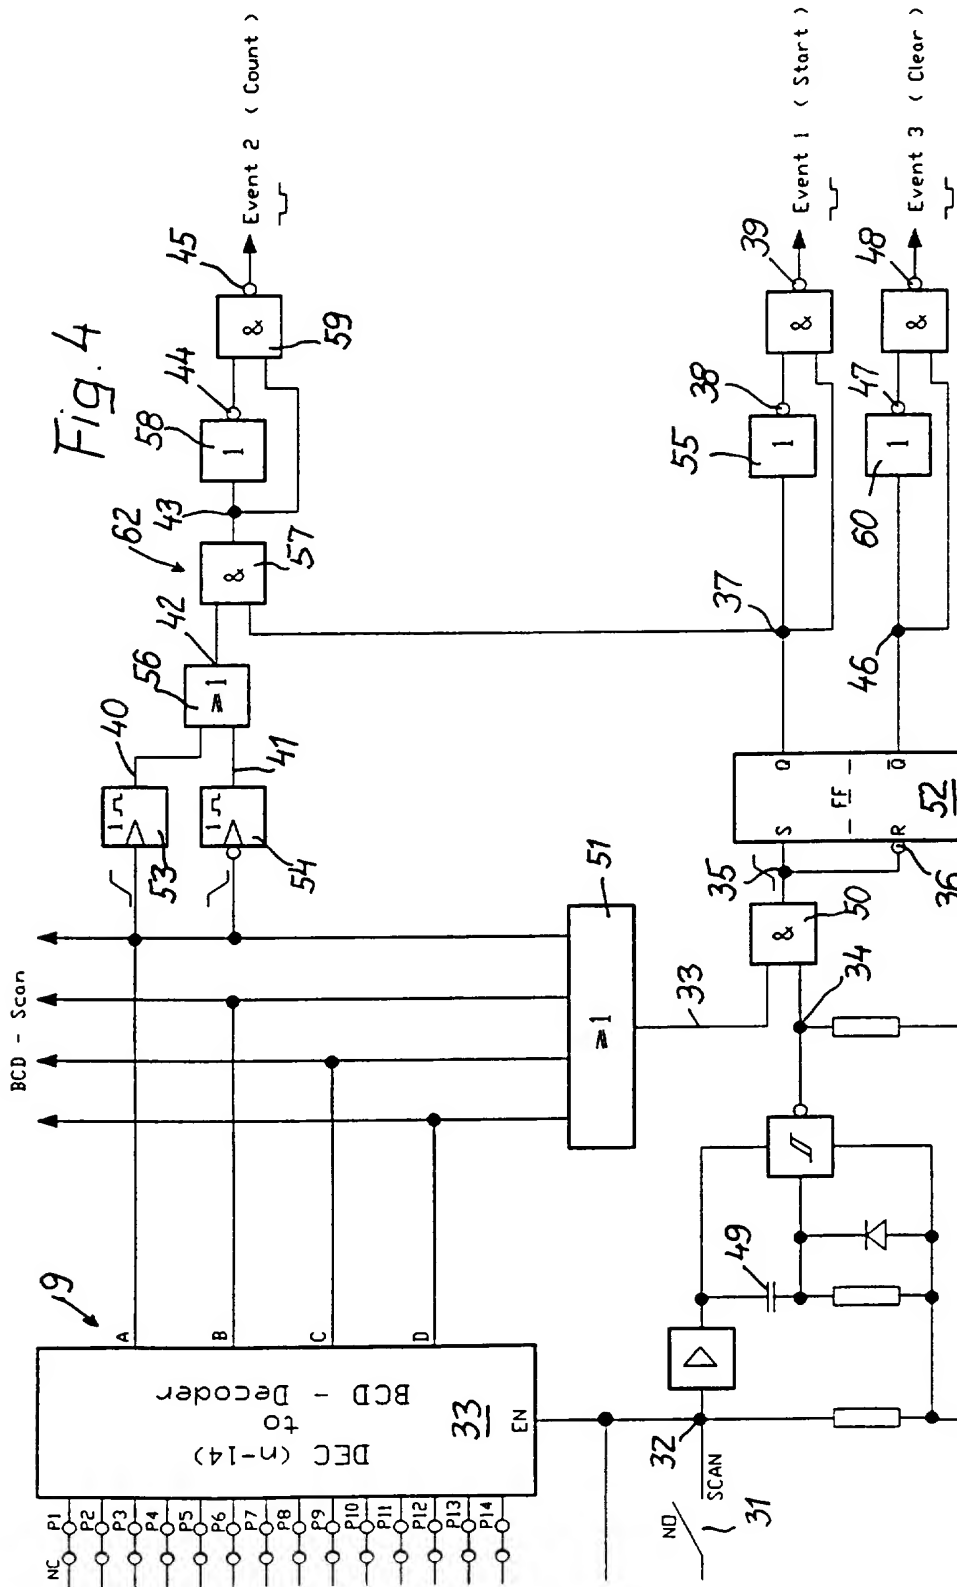 Fig. 4
BCD - Scan
Event 2 ( Count )
45
&
59
44
58
1
43
62
&
57
42
56
≥1
40
41
1
53
1
54
51
≥1
9
A
B
C
D
DEC (n-14)
to
BCD - Decoder
33
EN
NC
P1
P2
P3
P4
P5
P6
P7
P8
P9
P10
P11
P12
P13
P14
33
Event 1 ( Start )
39
&
38
55
1
37
Event 3 ( Clear )
48
&
47
60
1
46
S
Q
FF
R
Q̅
52
35
36
&
50
34
49
32
SCAN
NO
31